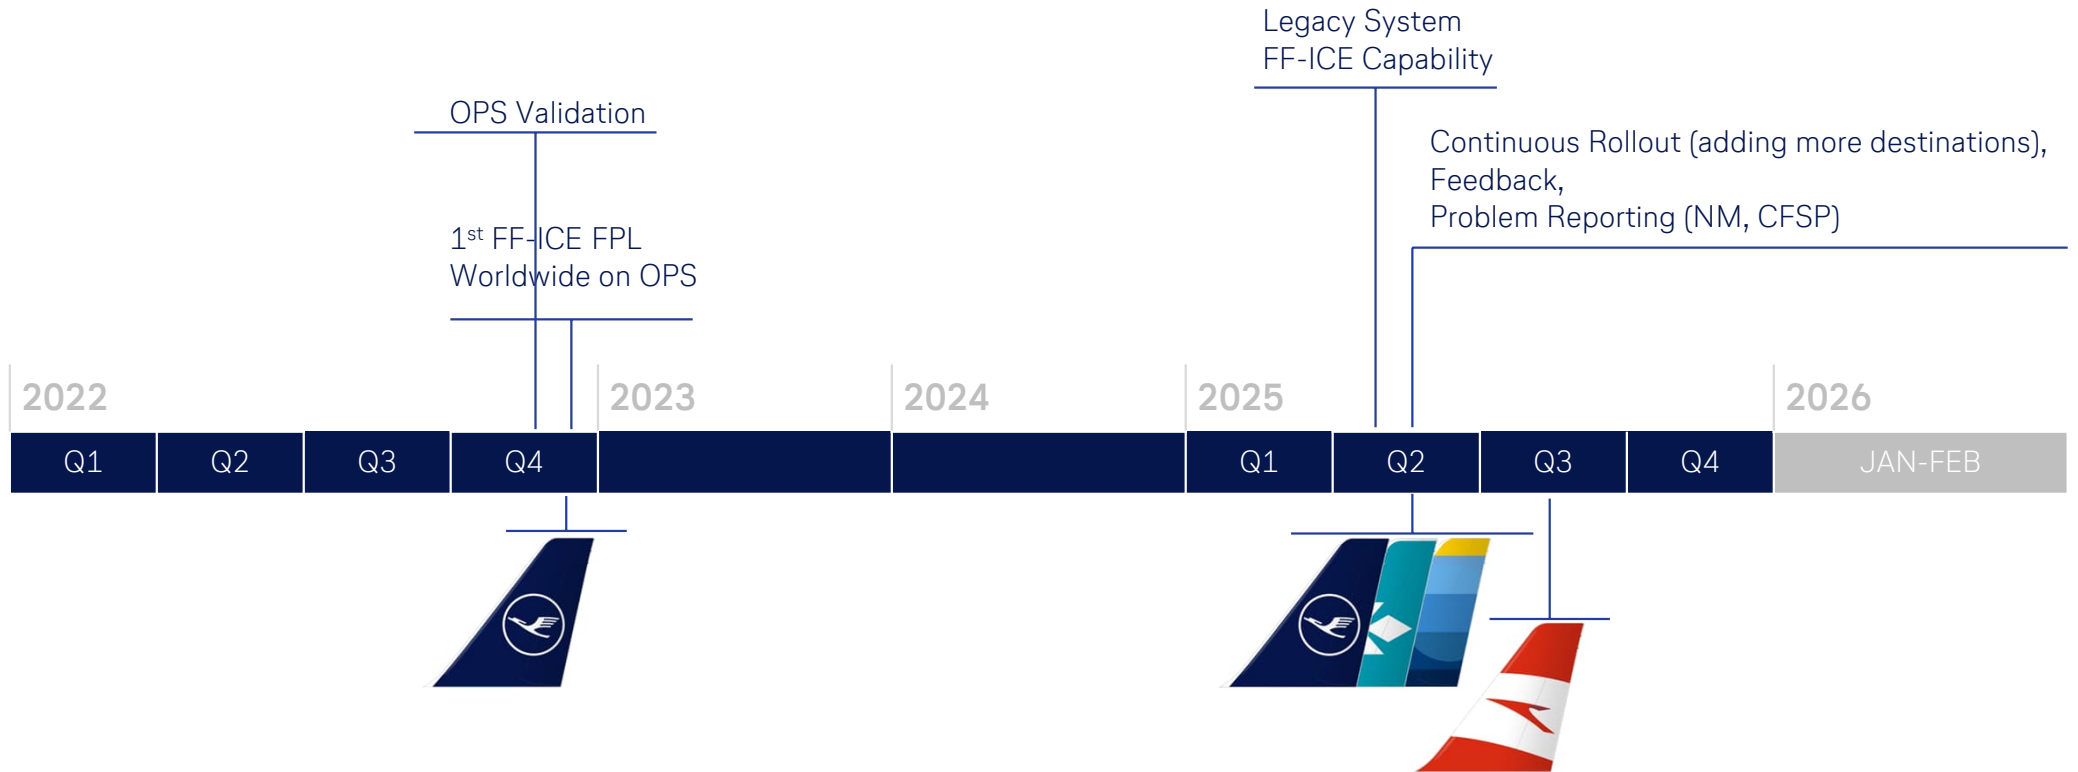 Legacy System
FF-ICE Capability
OPS Validation
Continuous Rollout (adding more destinations),
Feedback,
Problem Reporting (NM, CFSP)
1st FF-ICE FPL
Worldwide on OPS
2022
2023
2024
2025
2026
Q1
Q2
Q3
Q4
Q1
Q2
Q3
Q4
JAN-FEB